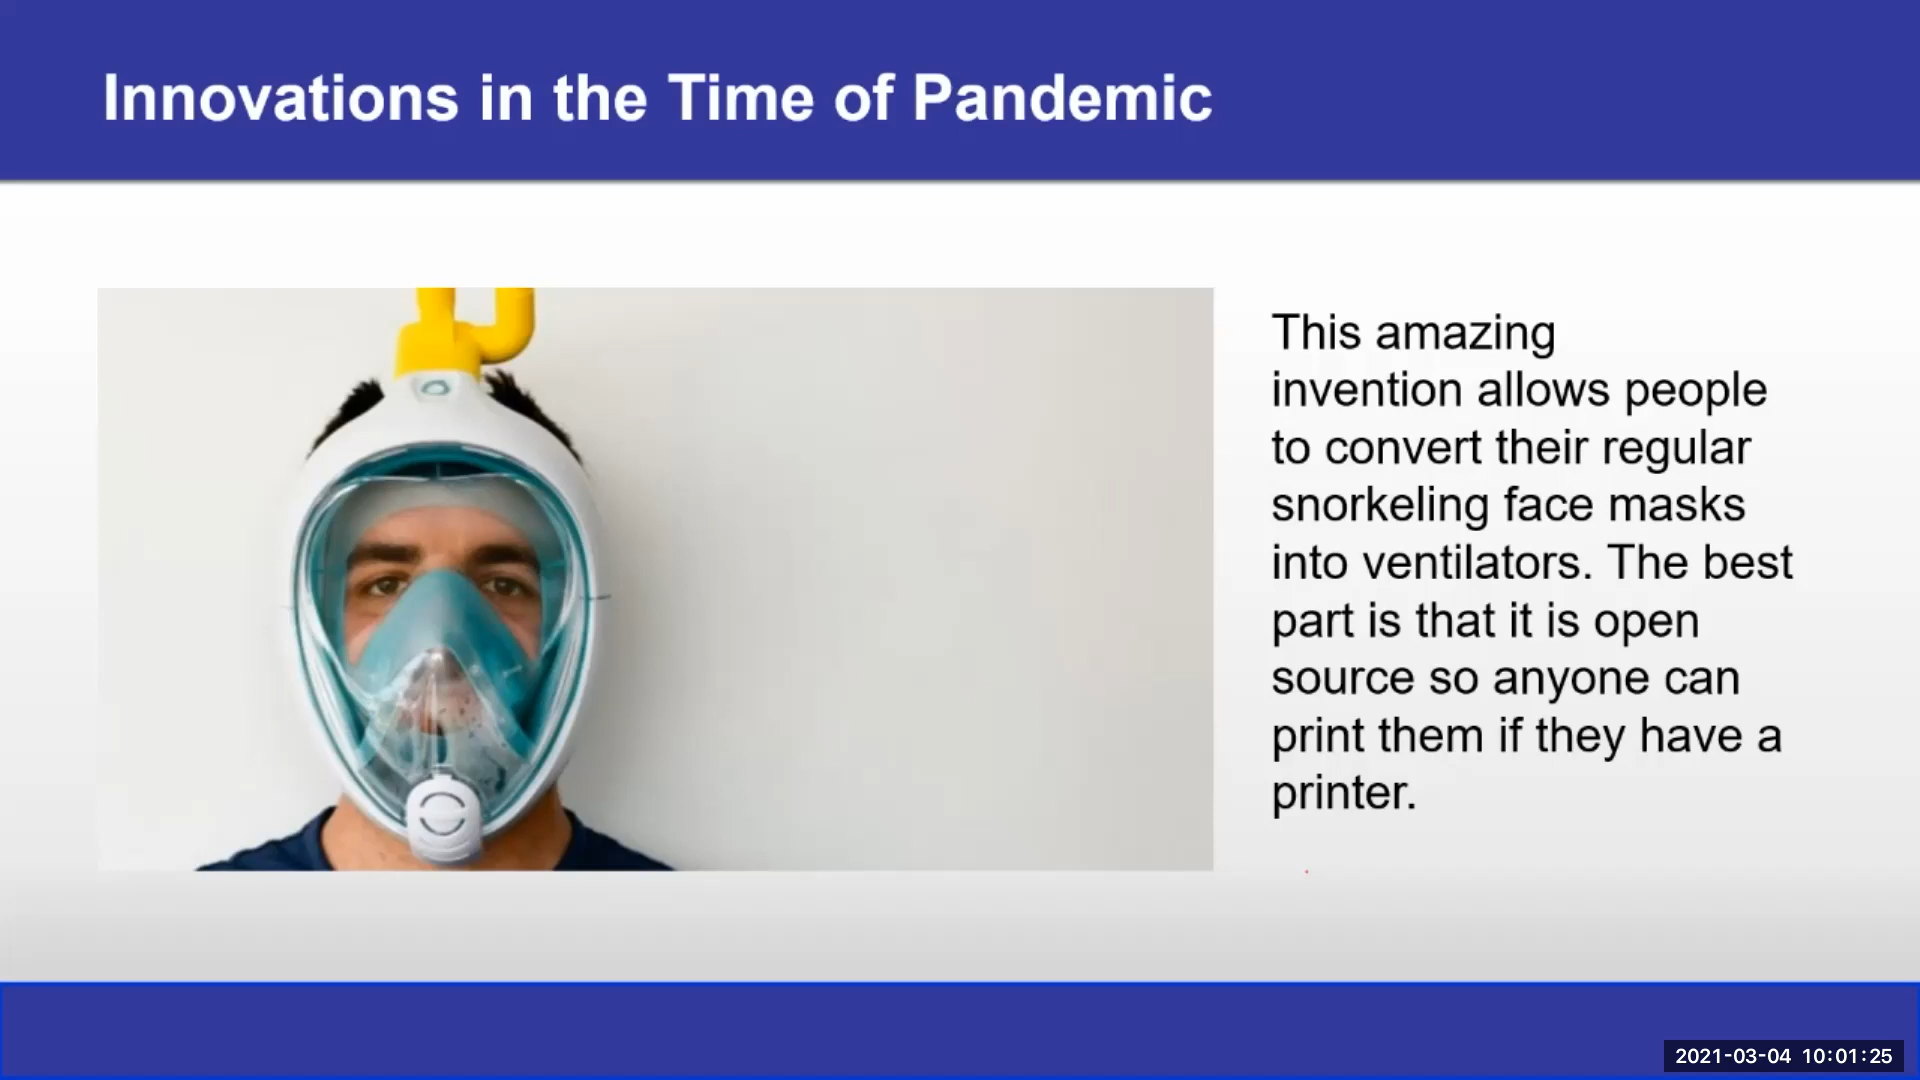 Innovations in the Time of Pandemic
This amazing
invention allows people
to convert their regular
snorkeling face masks
into ventilators. The best
part is that it is open
source so anyone can
print them if they have a
printer.
2021-03-04 10:01:25